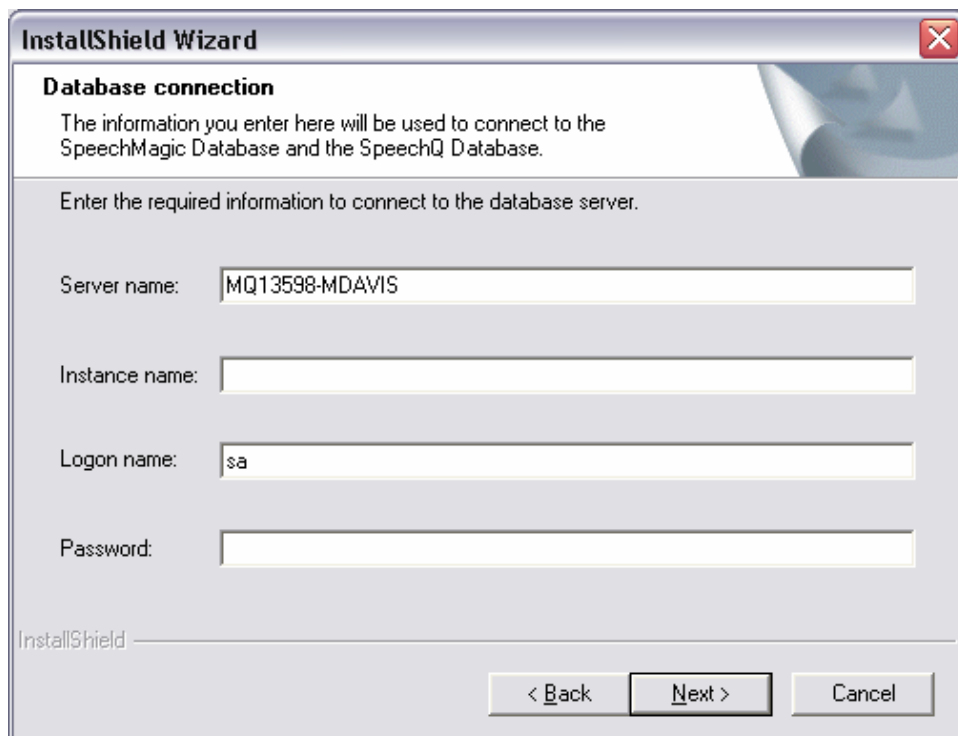 InstallShield Wizard
Database connection
The information you enter here will be used to connect to the
SpeechMagic Database and the SpeechQ Database.
Enter the required information to connect to the database server.
Server name: MQ13598-MDAVIS
Instance name:
Logon name: sa
Password:
InstallShield
< Back Next > Cancel